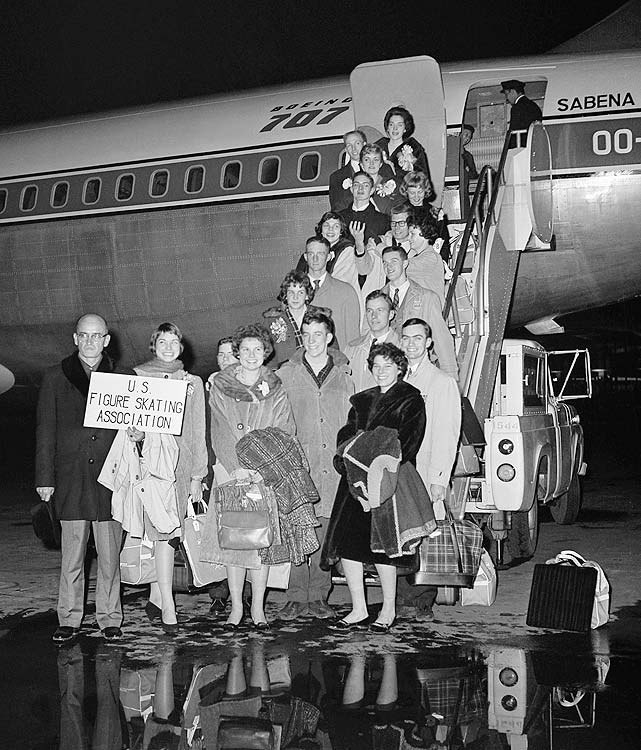 BOEING
707
SABENA
OO-
U.S.
FIGURE SKATING
ASSOCIATION